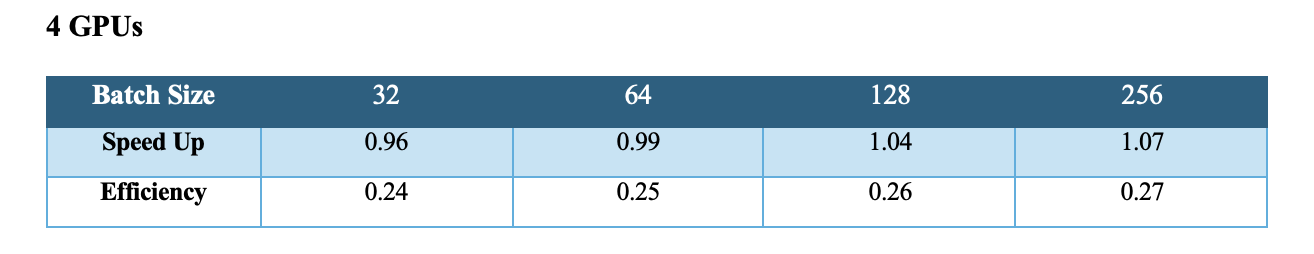 4 GPUs
Batch Size 32 64 128 256
Speed Up 0.96 0.99 1.04 1.07
Efficiency 0.24 0.25 0.26 0.27